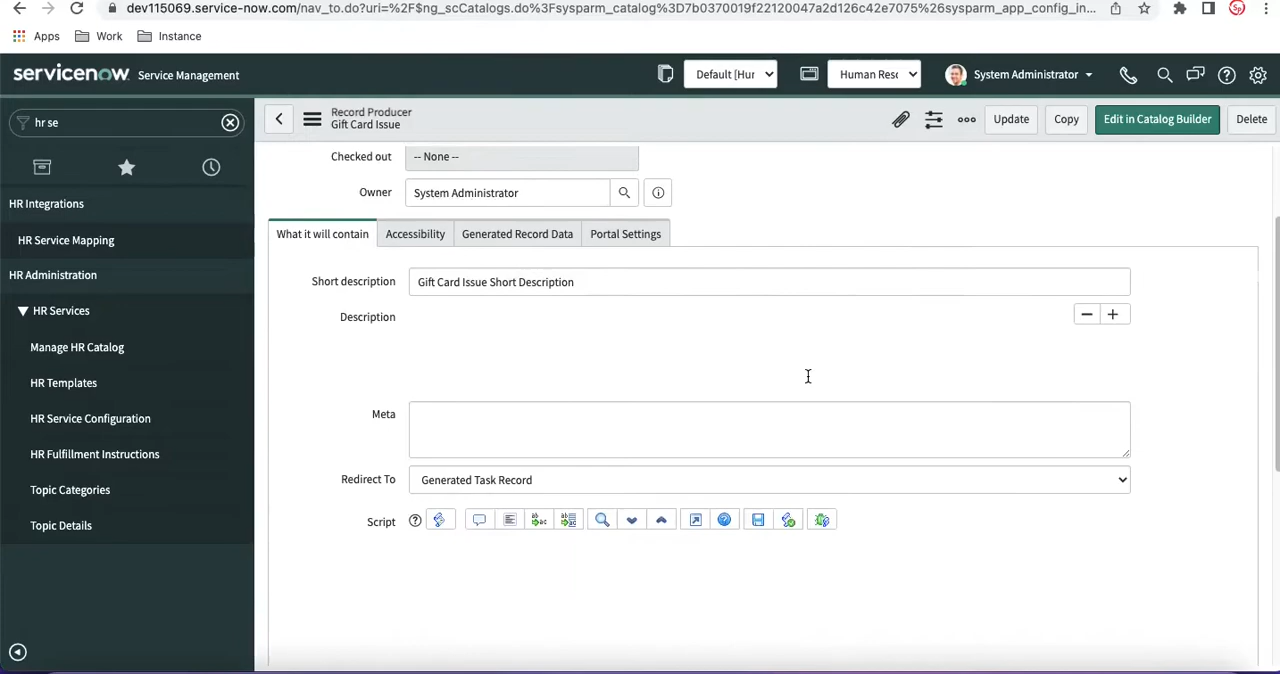 dev115069.service-now.com/nav_to.do?uri=%2F$ng_scCatalogs.do%3Fsysparm_catalog%3D7b0370019f22120047a2d126c42e7075%26sysparm_app_config_in...
Apps Work Instance
servicenow. Service Management Default [Hur Human Resc System Administrator
hr se
HR Integrations
HR Service Mapping
HR Administration
HR Services
Manage HR Catalog
HR Templates
HR Service Configuration
HR Fulfillment Instructions
Topic Categories
Topic Details
Record Producer
Gift Card Issue
Update Copy Edit in Catalog Builder Delete
Checked out -- None --
Owner System Administrator
What it will contain Accessibility Generated Record Data Portal Settings
Short description Gift Card Issue Short Description
Description
Meta
Redirect To Generated Task Record
Script